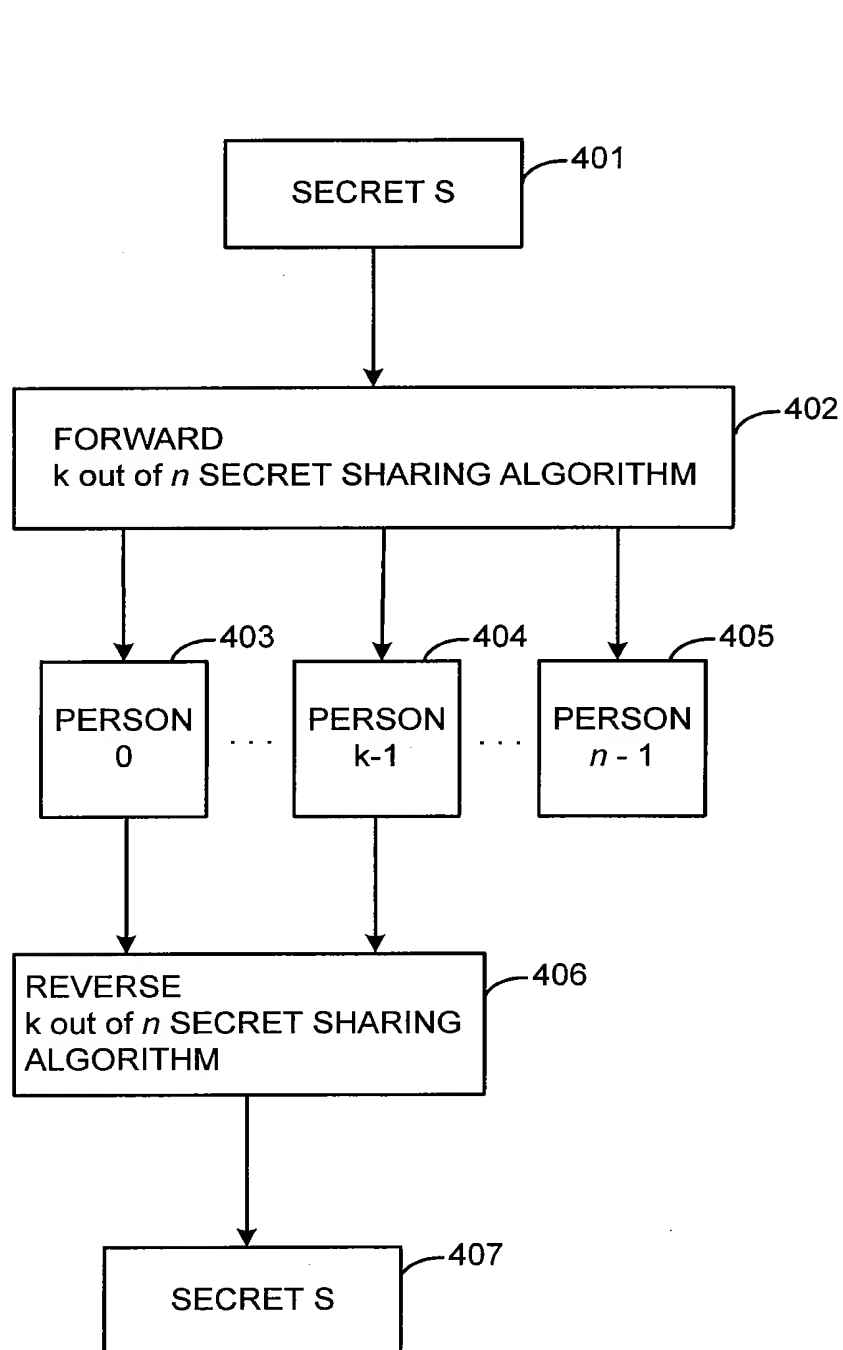 401
SECRET S
402
FORWARD
k out of n SECRET SHARING ALGORITHM
403
404
405
PERSON
0
. . .
PERSON
k-1
. . .
PERSON
n - 1
406
REVERSE
k out of n SECRET SHARING
ALGORITHM
407
SECRET S